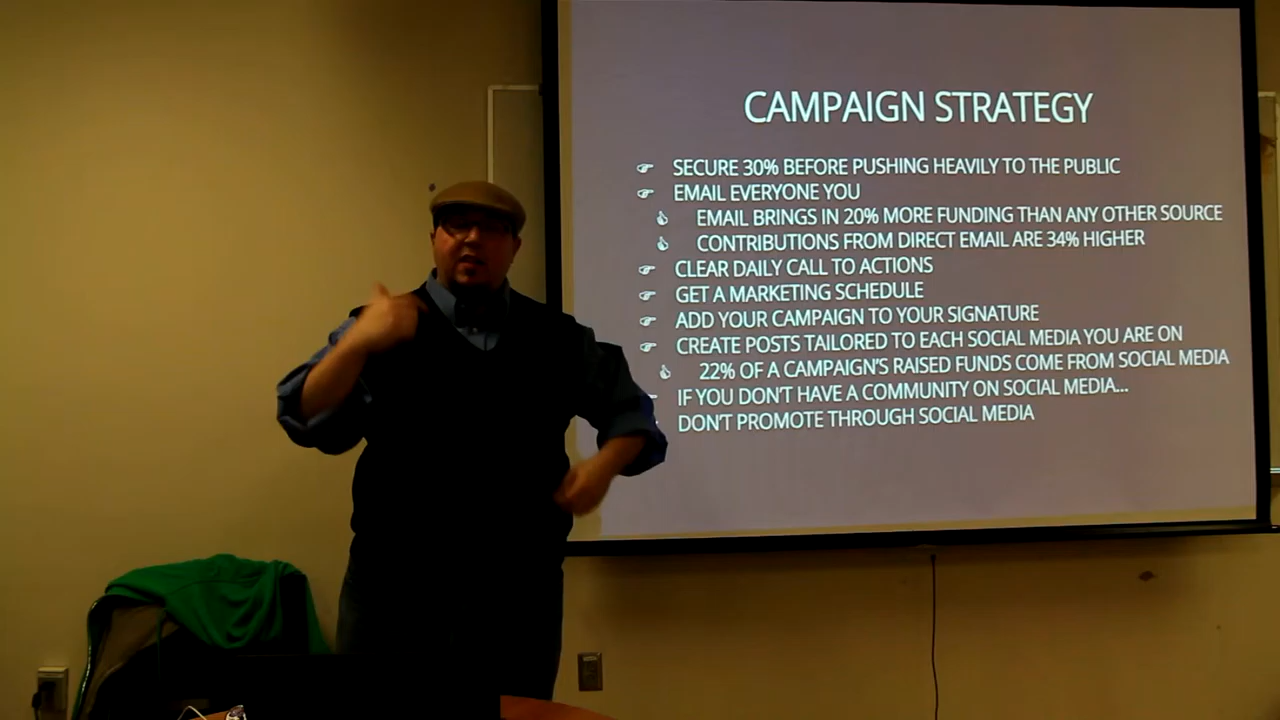 CAMPAIGN STRATEGY
SECURE 30% BEFORE PUSHING HEAVILY TO THE PUBLIC
EMAIL EVERYONE YOU
EMAIL BRINGS IN 20% MORE FUNDING THAN ANY OTHER SOURCE
CONTRIBUTIONS FROM DIRECT EMAIL ARE 34% HIGHER
CLEAR DAILY CALL TO ACTIONS
GET A MARKETING SCHEDULE
ADD YOUR CAMPAIGN TO YOUR SIGNATURE
CREATE POSTS TAILORED TO EACH SOCIAL MEDIA YOU ARE ON
22% OF A CAMPAIGN'S RAISED FUNDS COME FROM SOCIAL MEDIA
IF YOU DON'T HAVE A COMMUNITY ON SOCIAL MEDIA...
DON'T PROMOTE THROUGH SOCIAL MEDIA